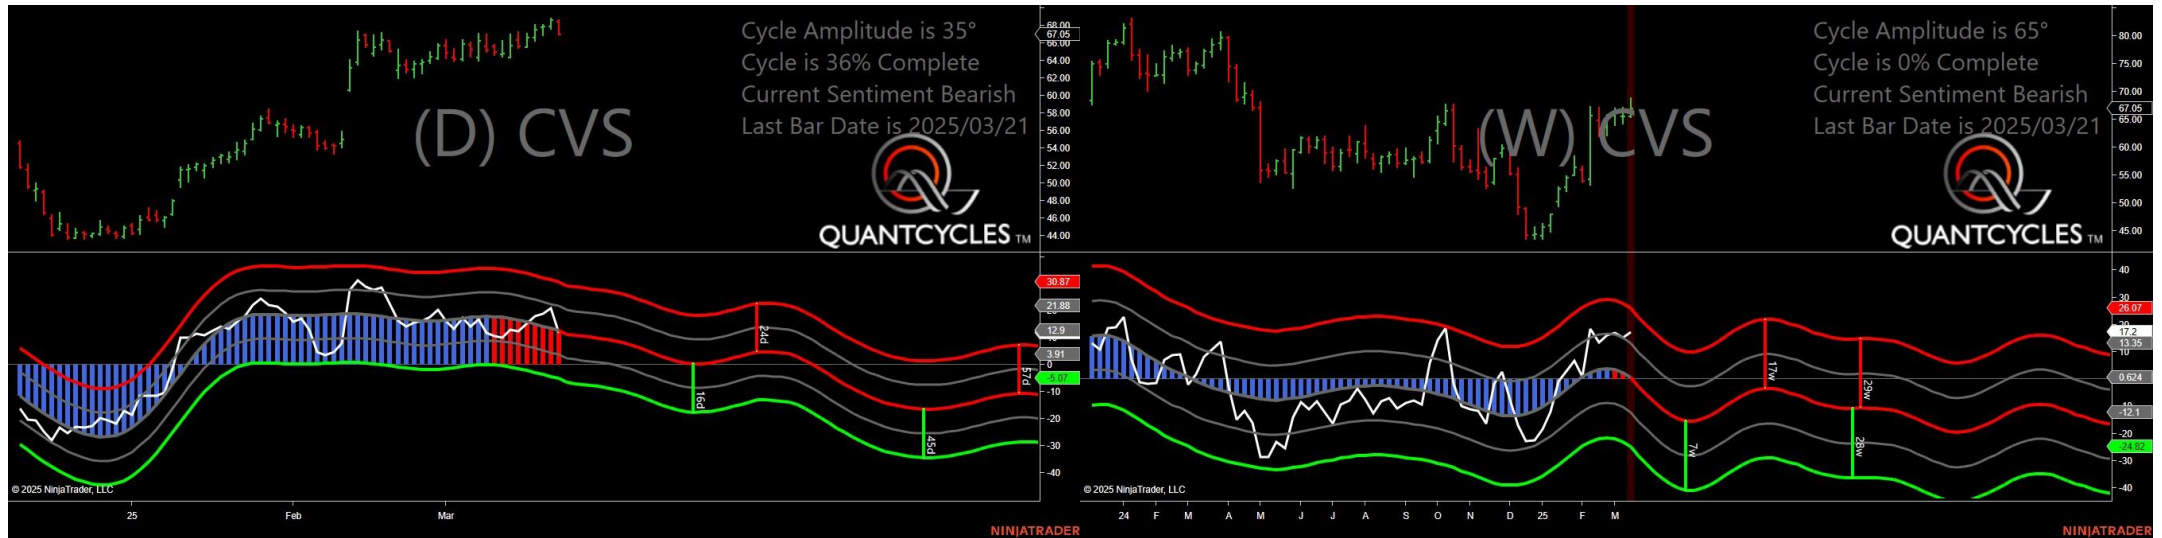 Cycle Amplitude is 35°
Cycle is 36% Complete
Current Sentiment Bearish
Last Bar Date is 2025/03/21
(D) CVS
QUANTCYCLES TM
68.00
67.05
66.00
64.00
62.00
60.00
58.00
56.00
54.00
52.00
50.00
48.00
46.00
44.00
30.87
21.88
12.9
3.91
0
-5.07
-10
-20
-30
-40
16d
24d
45d
57d
© 2025 NinjaTrader, LLC
25 Feb Mar
NINJATRADER
Cycle Amplitude is 65°
Cycle is 0% Complete
Current Sentiment Bearish
Last Bar Date is 2025/03/21
(W) CVS
QUANTCYCLES TM
80.00
75.00
70.00
67.05
65.00
60.00
55.00
50.00
45.00
40
30
26.07
17.2
13.35
10
0.624
-12.1
-20
-24.82
-30
-40
7w
17w
28w
29w
© 2025 NinjaTrader, LLC
24 F M A M J J A S O N D 25 F M
NINJATRADER